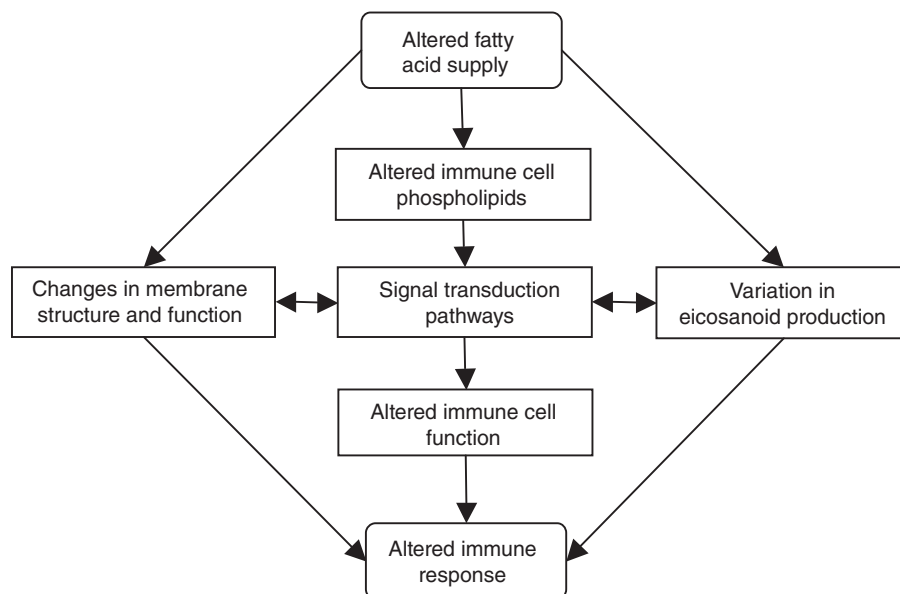 Altered fatty
acid supply
Altered immune cell
phospholipids
Changes in membrane
structure and function
Signal transduction
pathways
Variation in
eicosanoid production
Altered immune cell
function
Altered immune
response